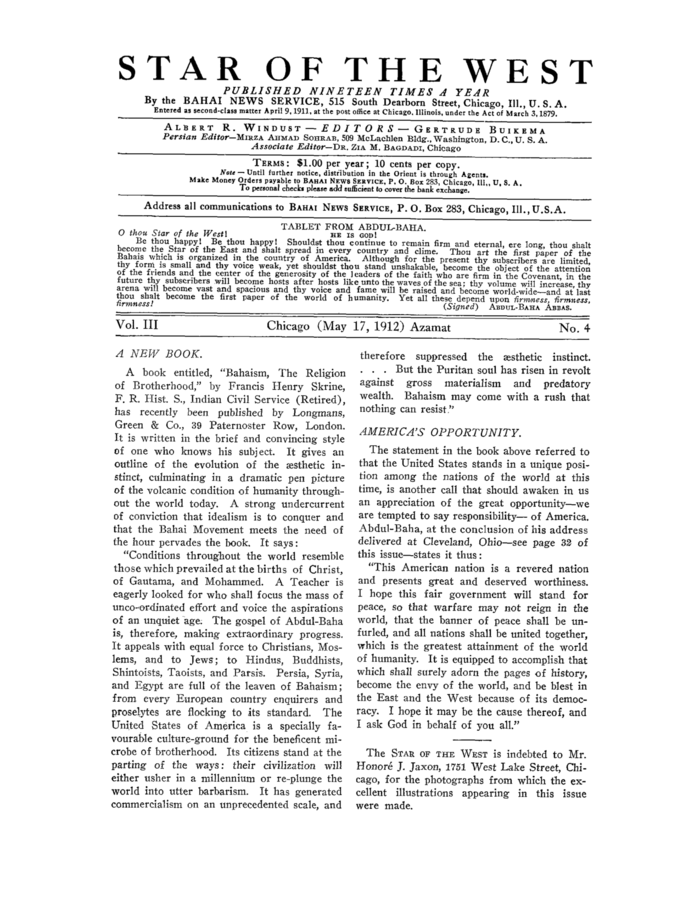 STAR OF THE WEST
PUBLISHED NINETEEN TIMES A YEAR
By the BAHAI NEWS SERVICE, 515 South Dearborn Street, Chicago, Ill., U. S. A.
Entered as second-class matter April 9, 1911, at the post office at Chicago, Illinois, under the Act of March 3, 1879.
ALBERT R. WINDUST — EDITORS — GERTRUDE BUIKEMA
Persian Editor—MIRZA AHMAD SOHRAB, 509 McLachlen Bldg., Washington, D. C., U. S. A.
Associate Editor—DR. ZIA M. BAGDADI, Chicago
TERMS: $1.00 per year; 10 cents per copy.
Note — Until further notice, distribution in the Orient is through Agents.
Make Money Orders payable to BAHAI NEWS SERVICE, P. O. Box 283, Chicago, Ill., U. S. A.
To personal checks please add sufficient to cover the bank exchange.
Address all communications to BAHAI NEWS SERVICE, P. O. Box 283, Chicago, Ill., U.S.A.
TABLET FROM ABDUL-BAHA.
O thou Star of the West!
HE IS GOD!
Be thou happy! Be thou happy! Shouldst thou continue to remain firm and eternal, ere long, thou shalt
become the Star of the East and shalt spread in every country and clime. Thou art the first paper of the
Bahais which is organized in the country of America. Although for the present thy subscribers are limited,
thy form is small and thy voice weak, yet shouldst thou stand unshakable, become the object of the attention
of the friends and the center of the generosity of the leaders of the faith who are firm in the Covenant, in the
future thy subscribers will become hosts after hosts like unto the waves of the sea; thy volume will increase, thy
arena will become vast and spacious and thy voice and fame will be raised and become world-wide—and at last
thou shalt become the first paper of the world of humanity. Yet all these depend upon firmness, firmness,
firmness!
(Signed) ABDUL-BAHA ABBAS.
Vol. III Chicago (May 17, 1912) Azamat No. 4
A NEW BOOK.
A book entitled, "Bahaism, The Religion
of Brotherhood," by Francis Henry Skrine,
F. R. Hist. S., Indian Civil Service (Retired),
has recently been published by Longmans,
Green & Co., 39 Paternoster Row, London.
It is written in the brief and convincing style
of one who knows his subject. It gives an
outline of the evolution of the æsthetic in-
stinct, culminating in a dramatic pen picture
of the volcanic condition of humanity through-
out the world today. A strong undercurrent
of conviction that idealism is to conquer and
that the Bahai Movement meets the need of
the hour pervades the book. It says:
"Conditions throughout the world resemble
those which prevailed at the births of Christ,
of Gautama, and Mohammed. A Teacher is
eagerly looked for who shall focus the mass of
unco-ordinated effort and voice the aspirations
of an unquiet age. The gospel of Abdul-Baha
is, therefore, making extraordinary progress.
It appeals with equal force to Christians, Mos-
lems, and to Jews; to Hindus, Buddhists,
Shintoists, Taoists, and Parsis. Persia, Syria,
and Egypt are full of the leaven of Bahaism;
from every European country enquirers and
proselytes are flocking to its standard. The
United States of America is a specially fa-
vourable culture-ground for the beneficent mi-
crobe of brotherhood. Its citizens stand at the
parting of the ways: their civilization will
either usher in a millennium or re-plunge the
world into utter barbarism. It has generated
commercialism on an unprecedented scale, and
therefore suppressed the æsthetic instinct.
. . . But the Puritan soul has risen in revolt
against gross materialism and predatory
wealth. Bahaism may come with a rush that
nothing can resist."
AMERICA'S OPPORTUNITY.
The statement in the book above referred to
that the United States stands in a unique posi-
tion among the nations of the world at this
time, is another call that should awaken in us
an appreciation of the great opportunity—we
are tempted to say responsibility— of America.
Abdul-Baha, at the conclusion of his address
delivered at Cleveland, Ohio—see page 32 of
this issue—states it thus:
"This American nation is a revered nation
and presents great and deserved worthiness.
I hope this fair government will stand for
peace, so that warfare may not reign in the
world, that the banner of peace shall be un-
furled, and all nations shall be united together,
which is the greatest attainment of the world
of humanity. It is equipped to accomplish that
which shall surely adorn the pages of history,
become the envy of the world, and be blest in
the East and the West because of its democ-
racy. I hope it may be the cause thereof, and
I ask God in behalf of you all."
The STAR OF THE WEST is indebted to Mr.
Honoré J. Jaxon, 1751 West Lake Street, Chi-
cago, for the photographs from which the ex-
cellent illustrations appearing in this issue
were made.